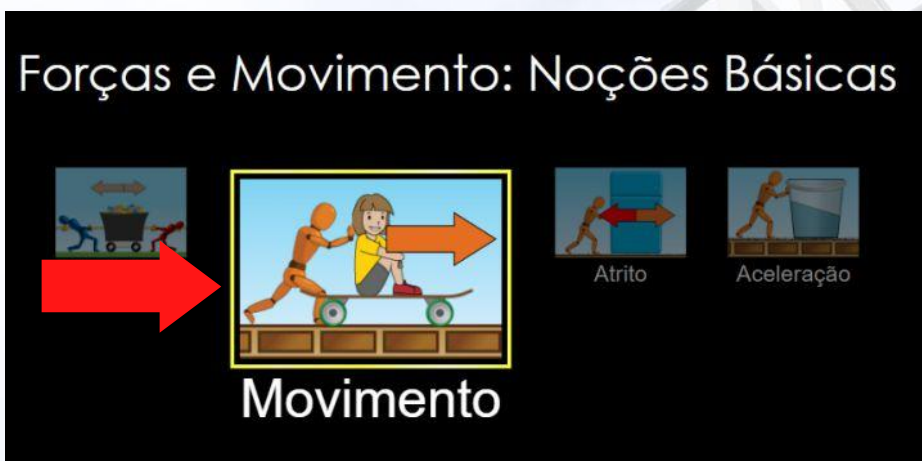 Forças e Movimento: Noções Básicas
Movimento
Atrito
Aceleração